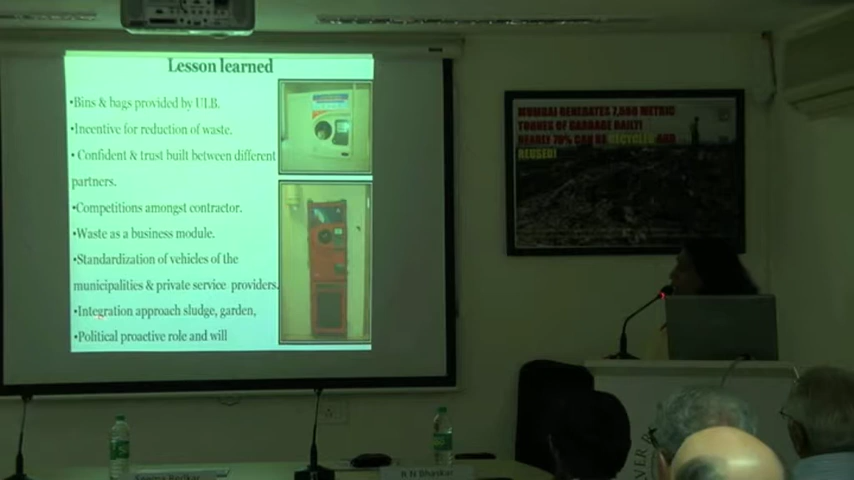 Lesson learned
•Bins & bags provided by ULB.
•Incentive for reduction of waste.
• Confident & trust built between different
partners.
•Competitions amongst contractor.
•Waste as a business module.
•Standardization of vehicles of the
municipalities & private service providers.
•Integration approach sludge, garden,
•Political proactive role and will
MUMBAI GENERATES 7,500 METRIC
TONNES OF GARBAGE DAILY!
NEARLY 70% CAN BE RECYCLED AND
REUSED!
R N Bhaskar